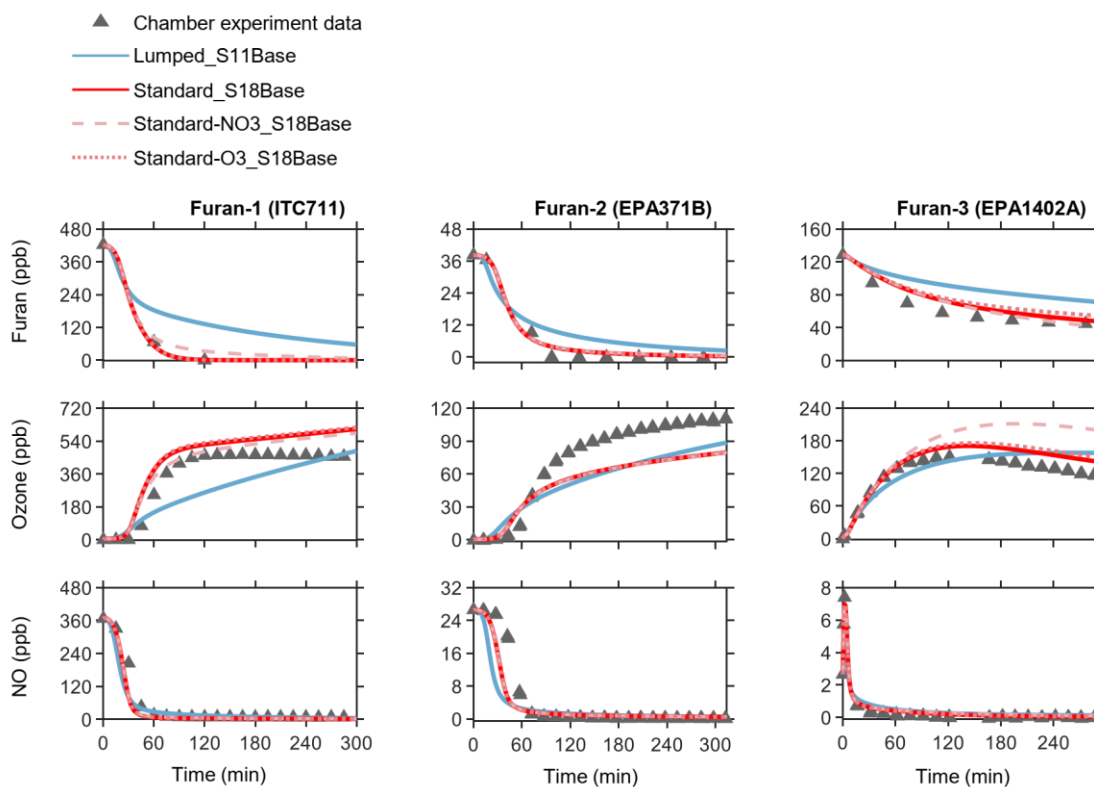 Chamber experiment data
Lumped_S11Base
Standard_S18Base
Standard-NO3_S18Base
Standard-O3_S18Base
Furan-1 (ITC711)
Furan-2 (EPA371B)
Furan-3 (EPA1402A)
Furan (ppb)
480
360
240
120
0
48
36
24
12
0
160
120
80
40
0
Ozone (ppb)
720
540
360
180
0
120
90
60
30
0
240
180
120
60
0
NO (ppb)
480
360
240
120
0
32
24
16
8
0
8
6
4
2
0
0 60 120 180 240 300
0 60 120 180 240 300
0 60 120 180 240
Time (min)
Time (min)
Time (min)